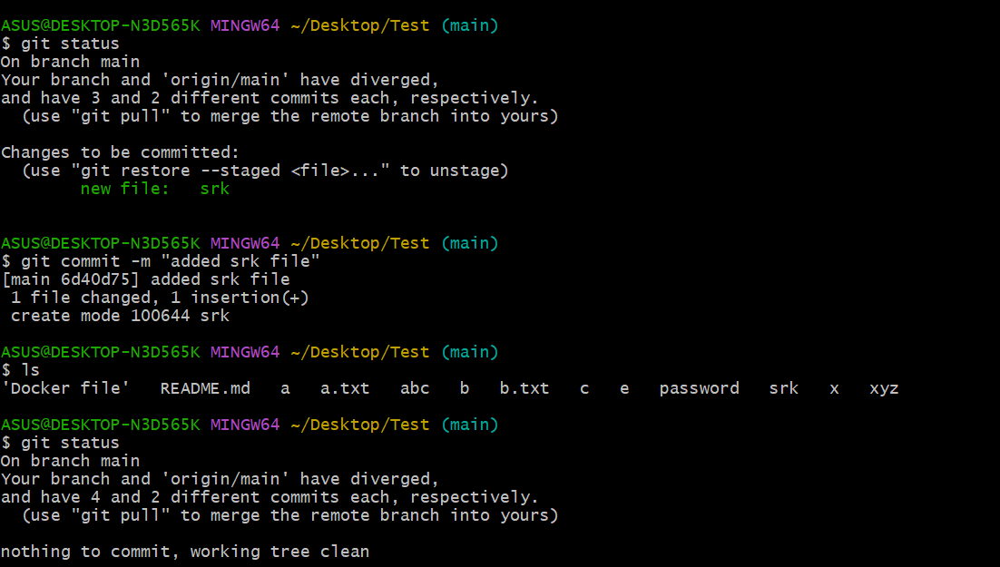 ASUS@DESKTOP-N3D565K MINGW64 ~/Desktop/Test (main)
$ git status
On branch main
Your branch and 'origin/main' have diverged,
and have 3 and 2 different commits each, respectively.
  (use "git pull" to merge the remote branch into yours)

Changes to be committed:
  (use "git restore --staged <file>..." to unstage)
        new file:   srk

ASUS@DESKTOP-N3D565K MINGW64 ~/Desktop/Test (main)
$ git commit -m "added srk file"
[main 6d40d75] added srk file
 1 file changed, 1 insertion(+)
 create mode 100644 srk

ASUS@DESKTOP-N3D565K MINGW64 ~/Desktop/Test (main)
$ ls
'Docker file'   README.md   a   a.txt   abc   b   b.txt   c   e   password   srk   x   xyz

ASUS@DESKTOP-N3D565K MINGW64 ~/Desktop/Test (main)
$ git status
On branch main
Your branch and 'origin/main' have diverged,
and have 4 and 2 different commits each, respectively.
  (use "git pull" to merge the remote branch into yours)

nothing to commit, working tree clean